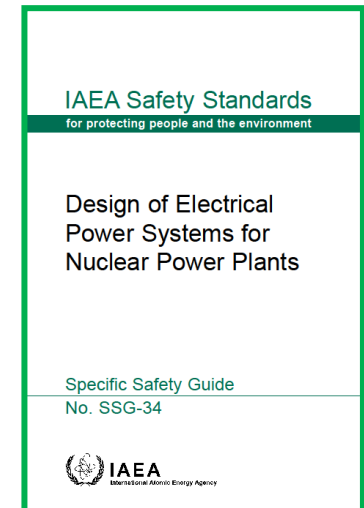 IAEA Safety Standards
for protecting people and the environment
Design of Electrical
Power Systems for
Nuclear Power Plants
Specific Safety Guide
No. SSG-34
IAEA
International Atomic Energy Agency